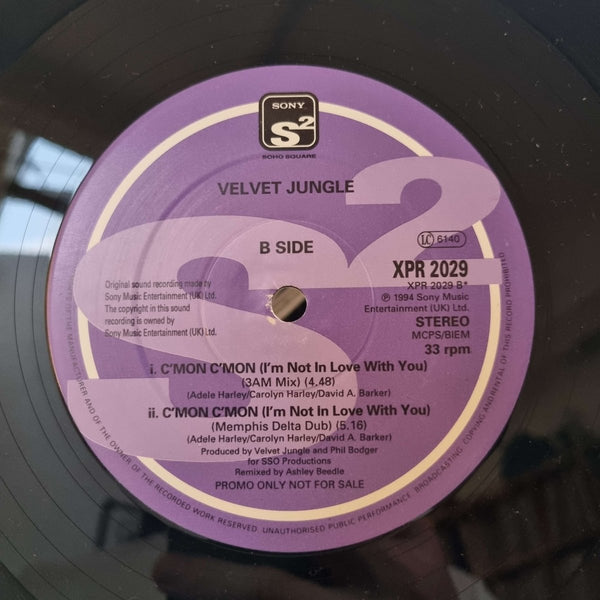 SONY
S2
SOHO SQUARE
VELVET JUNGLE
S2
B SIDE
LC 6140
XPR 2029
XPR 2029 B*
Ⓟ 1994 Sony Music
Entertainment (UK) Ltd.
STEREO
MCPS/BIEM
33 rpm
Original sound recording made by
Sony Music Entertainment (UK) Ltd.
The copyright in this sound
recording is owned by
Sony Music Entertainment (UK) Ltd.
i. C'MON C'MON (I'm Not In Love With You)
(3AM Mix) (4.48)
(Adele Harley/Carolyn Harley/David A. Barker)
ii. C'MON C'MON (I'm Not In Love With You)
(Memphis Delta Dub) (5.16)
(Adele Harley/Carolyn Harley/David A. Barker)
Produced by Velvet Jungle and Phil Bodger
for SSO Productions
Remixed by Ashley Beedle
PROMO ONLY NOT FOR SALE
OF THE MANUFACTURER AND OF THE OWNER OF THE RECORDED WORK RESERVED. UNAUTHORISED PUBLIC PERFORMANCE, BROADCASTING COPYING AND RENTAL OF THIS RECORD PROHIBITED